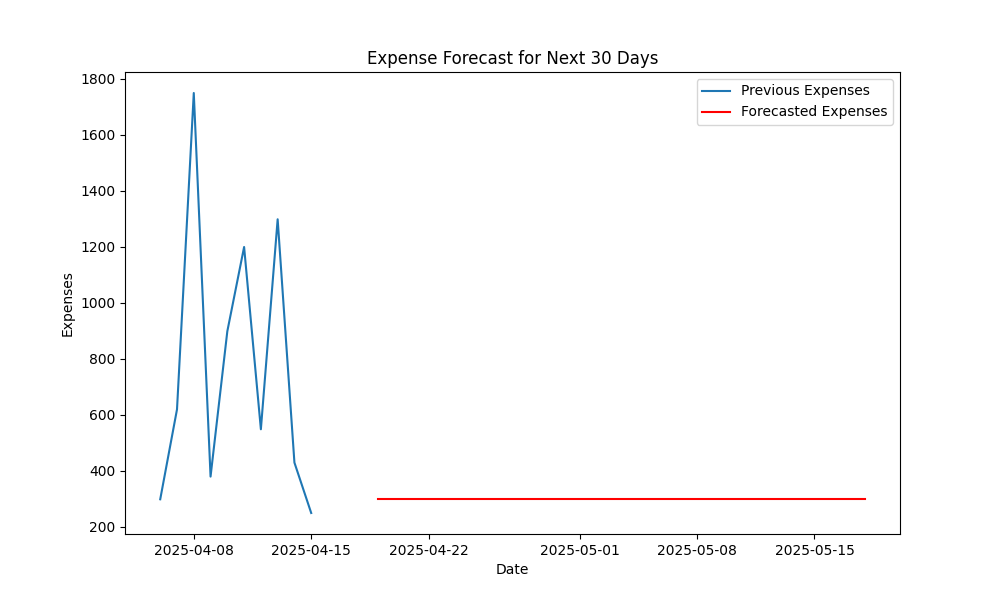 Expense Forecast for Next 30 Days
Previous Expenses
Forecasted Expenses
1800
1600
1400
1200
1000
800
600
400
200
Expenses
2025-04-08 2025-04-15 2025-04-22 2025-05-01 2025-05-08 2025-05-15
Date